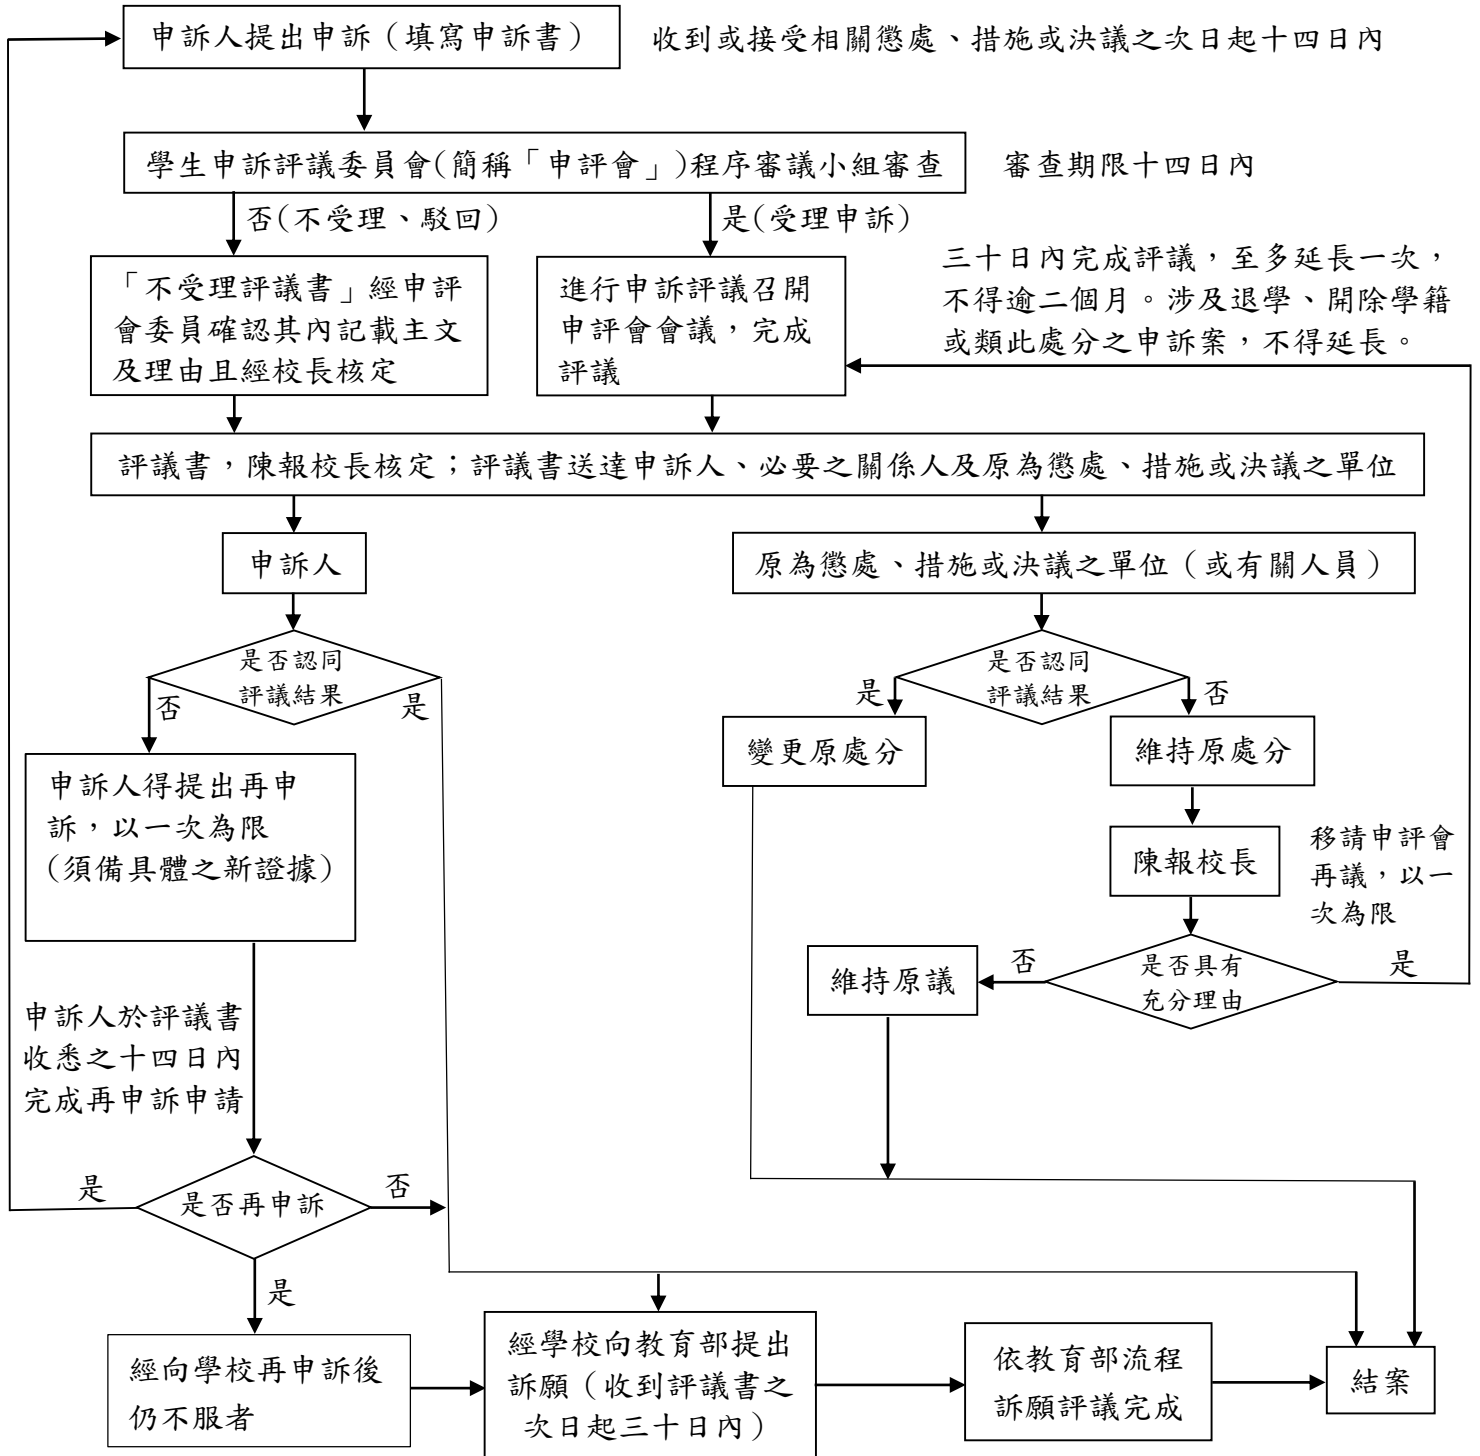 申訴人提出申訴（填寫申訴書）
收到或接受相關懲處、措施或決議之次日起十四日內
學生申訴評議委員會(簡稱「申評會」)程序審議小組審查
審查期限十四日內
否(不受理、駁回)
是(受理申訴)
「不受理評議書」經申評
會委員確認其內記載主文
及理由且經校長核定
進行申訴評議召開
申評會會議，完成
評議
三十日內完成評議，至多延長一次，
不得逾二個月。涉及退學、開除學籍
或類此處分之申訴案，不得延長。
評議書，陳報校長核定；評議書送達申訴人、必要之關係人及原為懲處、措施或決議之單位
申訴人
原為懲處、措施或決議之單位（或有關人員）
是否認同
評議結果
否
是
是否認同
評議結果
是
否
申訴人得提出再申
訴，以一次為限
(須備具體之新證據)
變更原處分
維持原處分
陳報校長
移請申評會
再議，以一
次為限
是否具有
充分理由
否
是
維持原議
申訴人於評議書
收悉之十四日內
完成再申訴申請
是否再申訴
是
否
是
經向學校再申訴後
仍不服者
經學校向教育部提出
訴願（收到評議書之
次日起三十日內）
依教育部流程
訴願評議完成
結案